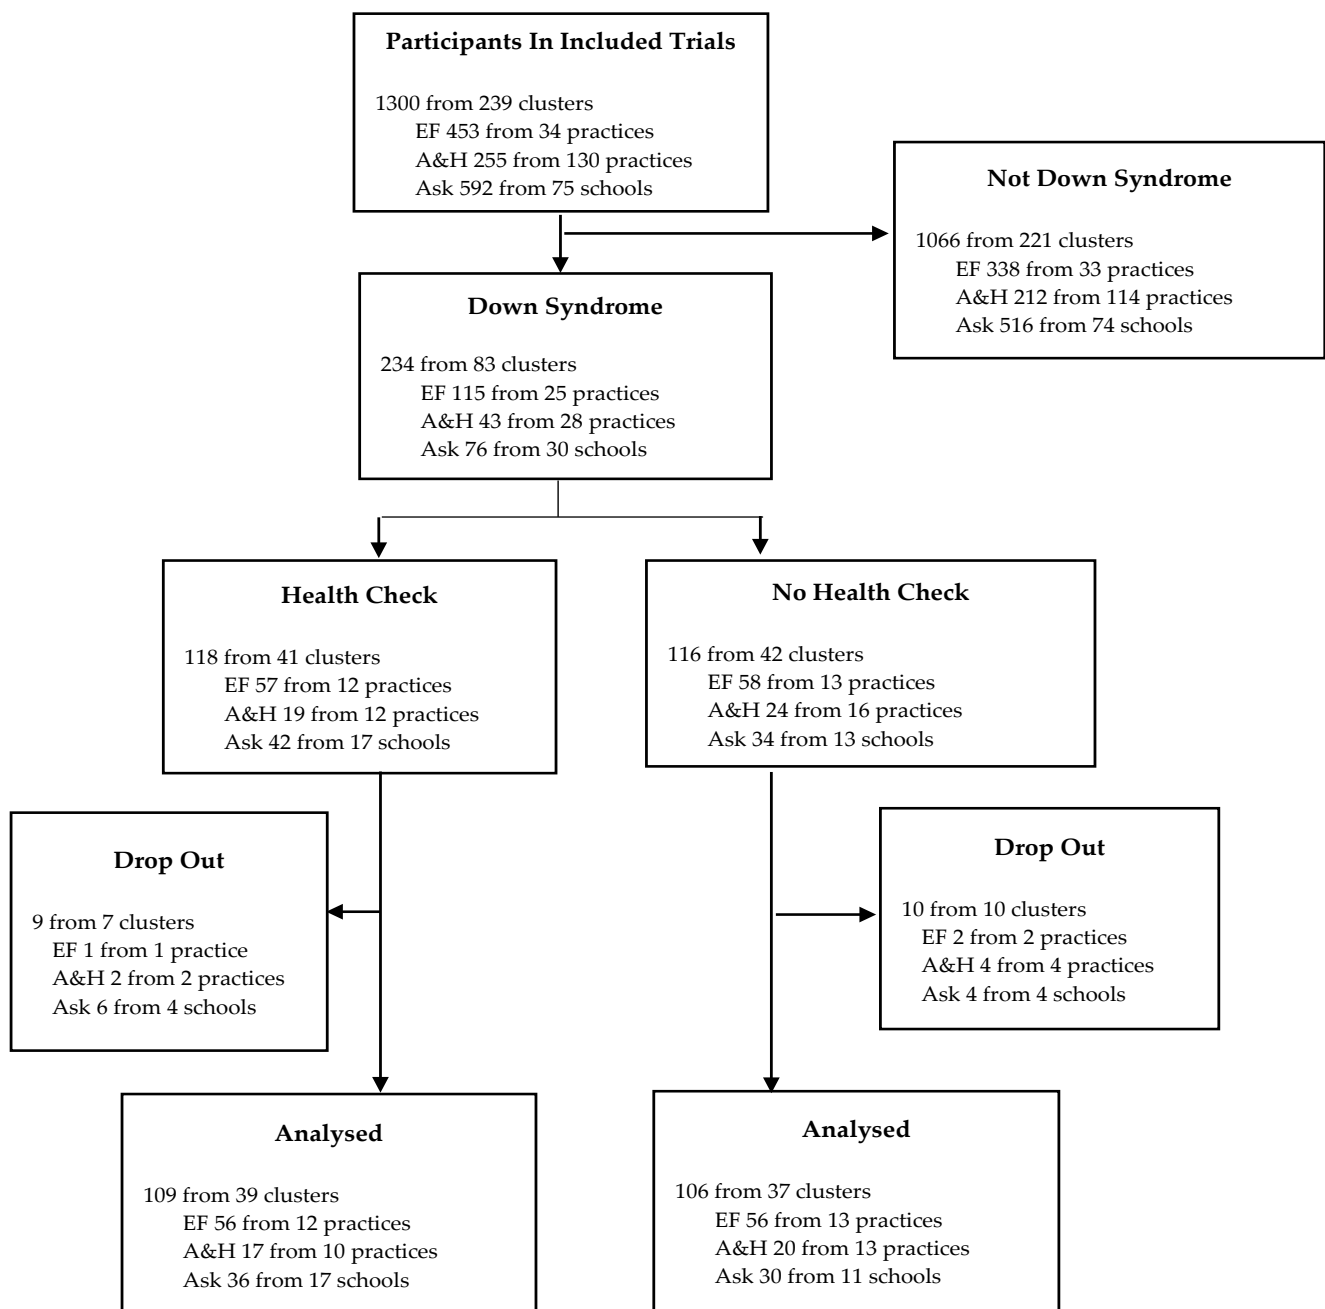 Participants In Included Trials
1300 from 239 clusters
EF 453 from 34 practices
A&H 255 from 130 practices
Ask 592 from 75 schools
Not Down Syndrome
1066 from 221 clusters
EF 338 from 33 practices
A&H 212 from 114 practices
Ask 516 from 74 schools
Down Syndrome
234 from 83 clusters
EF 115 from 25 practices
A&H 43 from 28 practices
Ask 76 from 30 schools
Health Check
118 from 41 clusters
EF 57 from 12 practices
A&H 19 from 12 practices
Ask 42 from 17 schools
No Health Check
116 from 42 clusters
EF 58 from 13 practices
A&H 24 from 16 practices
Ask 34 from 13 schools
Drop Out
9 from 7 clusters
EF 1 from 1 practice
A&H 2 from 2 practices
Ask 6 from 4 schools
Drop Out
10 from 10 clusters
EF 2 from 2 practices
A&H 4 from 4 practices
Ask 4 from 4 schools
Analysed
109 from 39 clusters
EF 56 from 12 practices
A&H 17 from 10 practices
Ask 36 from 17 schools
Analysed
106 from 37 clusters
EF 56 from 13 practices
A&H 20 from 13 practices
Ask 30 from 11 schools